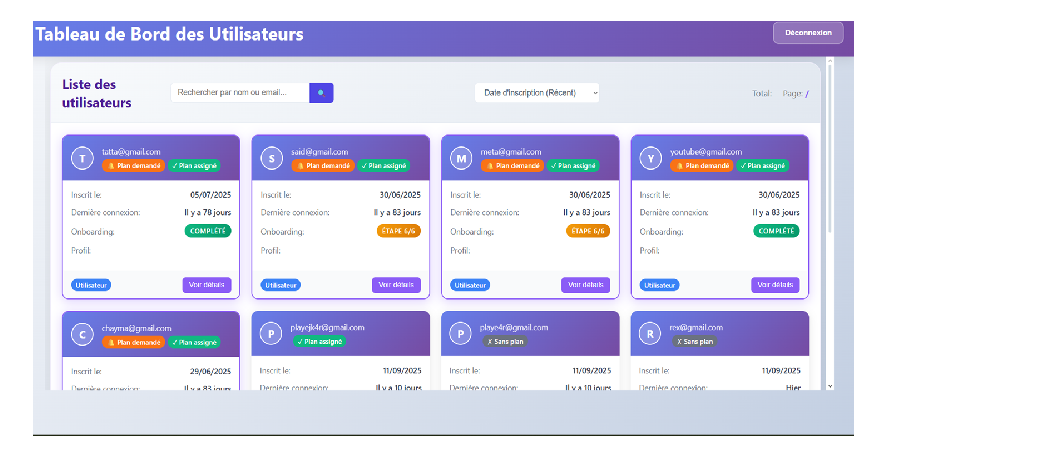 Tableau de Bord des Utilisateurs
Déconnexion
Liste des utilisateurs
Rechercher par nom ou email...
Date d'inscription (Récent)
Total: Page: /
T tatta@gmail.com
Plan demandé ✓ Plan assigné
Inscrit le: 05/07/2025
Dernière connexion: Il y a 78 jours
Onboarding: COMPLÉTÉ
Profil:
Utilisateur Voir détails
S said@gmail.com
Plan demandé ✓ Plan assigné
Inscrit le: 30/06/2025
Dernière connexion: Il y a 83 jours
Onboarding: ÉTAPE 6/6
Profil:
Utilisateur Voir détails
M meta@gmail.com
Plan demandé ✓ Plan assigné
Inscrit le: 30/06/2025
Dernière connexion: Il y a 83 jours
Onboarding: ÉTAPE 6/6
Profil:
Utilisateur Voir détails
Y youtube@gmail.com
Plan demandé ✓ Plan assigné
Inscrit le: 30/06/2025
Dernière connexion: Il y a 83 jours
Onboarding: COMPLÉTÉ
Profil:
Utilisateur Voir détails
C chayma@gmail.com
Plan demandé ✓ Plan assigné
Inscrit le: 29/06/2025
Dernière connexion: Il y a 83 jours
P playejk4r@gmail.com
✓ Plan assigné
Inscrit le: 11/09/2025
Dernière connexion: Il y a 10 jours
P playe4r@gmail.com
✗ Sans plan
Inscrit le: 11/09/2025
Dernière connexion: Il y a 10 jours
R rex@gmail.com
✗ Sans plan
Inscrit le: 11/09/2025
Dernière connexion: Hier